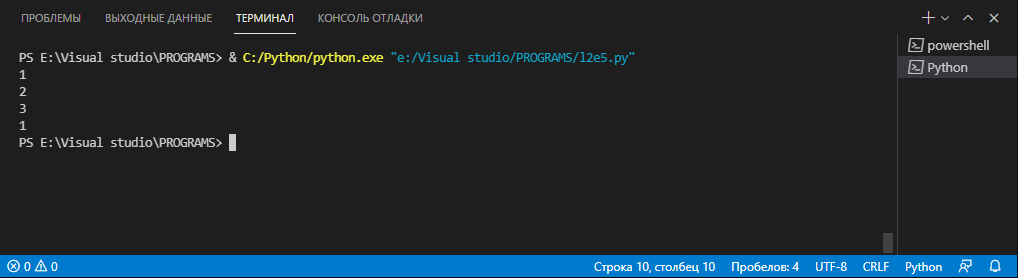 ПРОБЛЕМЫ ВЫХОДНЫЕ ДАННЫЕ ТЕРМИНАЛ КОНСОЛЬ ОТЛАДКИ
PS E:\Visual studio\PROGRAMS> & C:/Python/python.exe "e:/Visual studio/PROGRAMS/l2e5.py"
1
2
3
1
PS E:\Visual studio\PROGRAMS>
powershell
Python
0 0 Строка 10, столбец 10 Пробелов: 4 UTF-8 CRLF Python